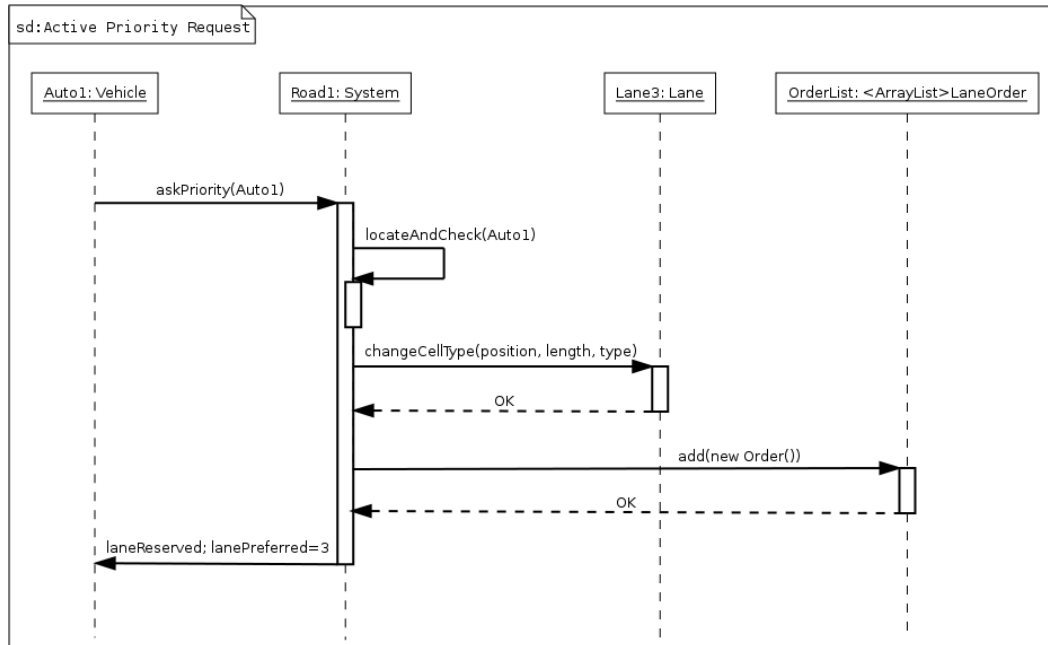 sd:Active Priority Request
Auto1: Vehicle
Road1: System
Lane3: Lane
OrderList: <ArrayList>LaneOrder
askPriority(Auto1)
locateAndCheck(Auto1)
changeCellType(position, length, type)
OK
add(new Order())
OK
laneReserved; lanePreferred=3